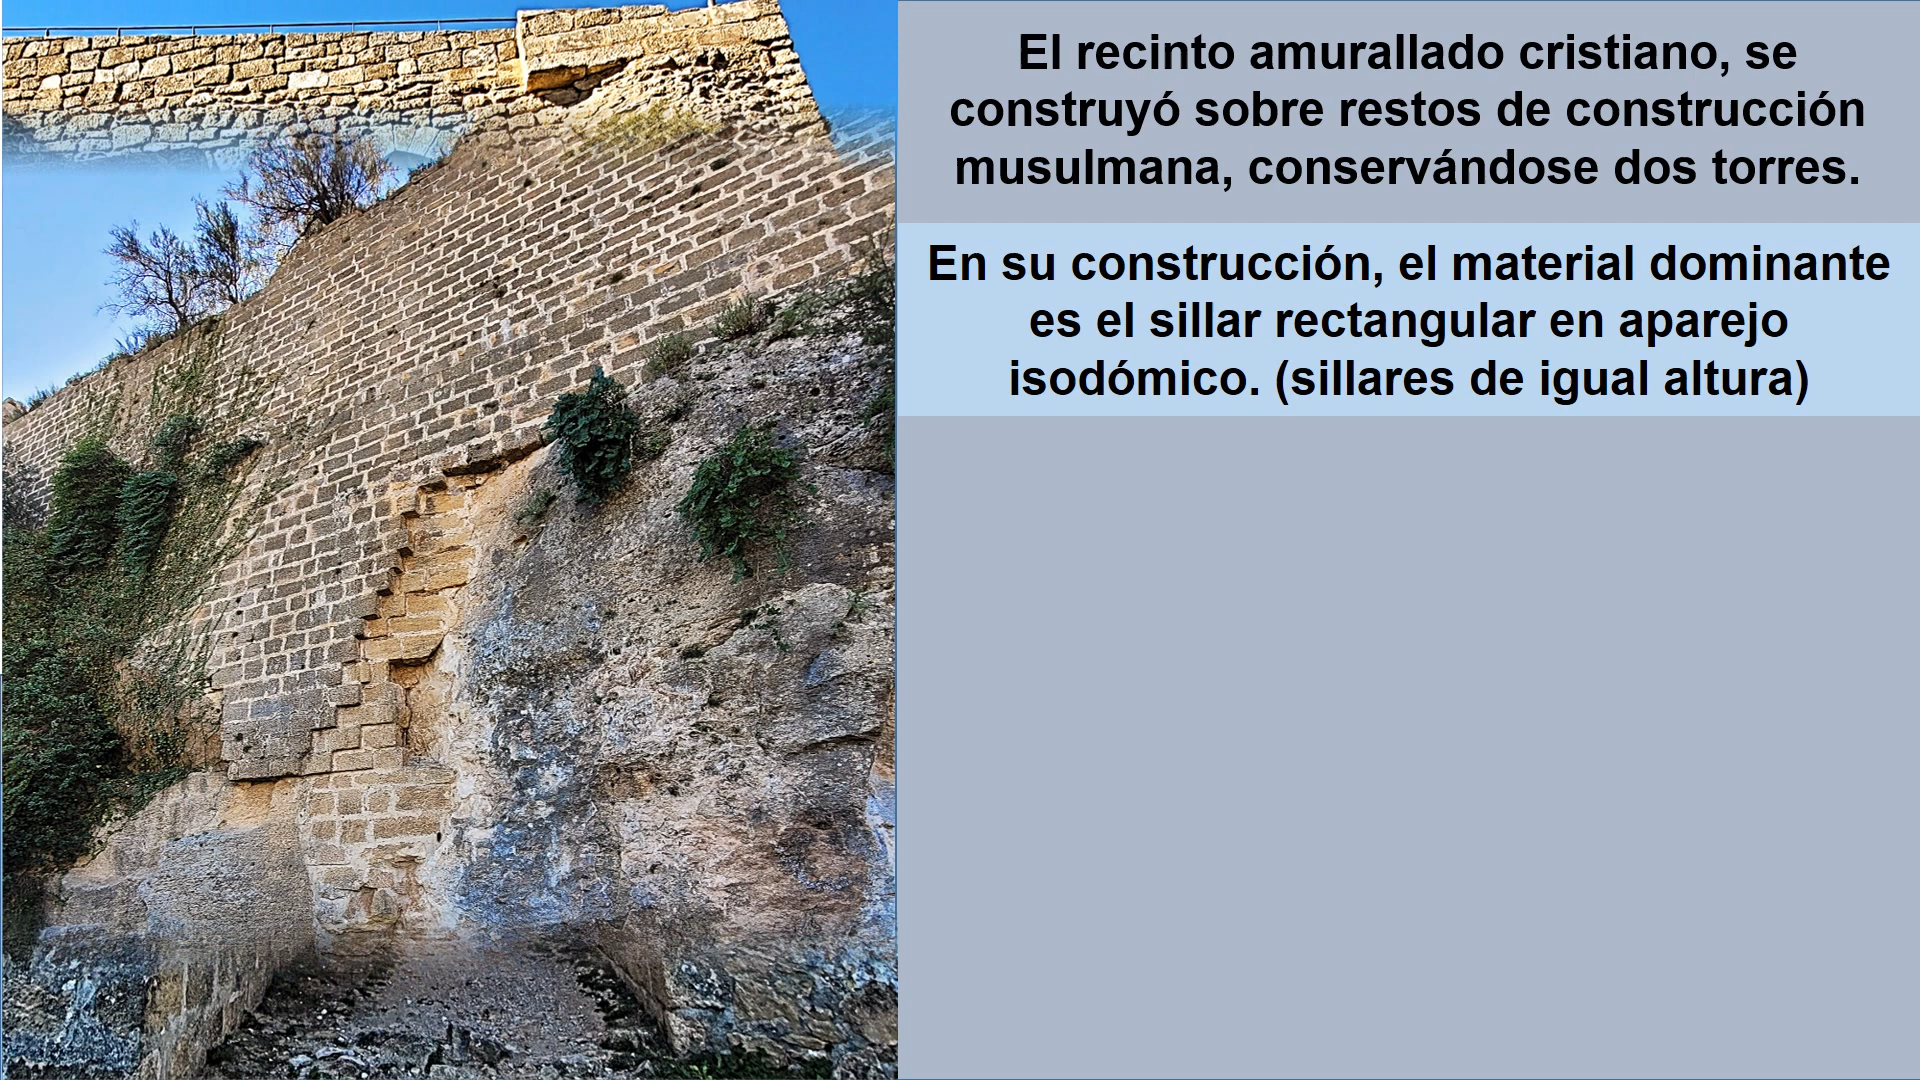 El recinto amurallado cristiano, se
construyó sobre restos de construcción
musulmana, conservándose dos torres.
En su construcción, el material dominante
es el sillar rectangular en aparejo
isodómico. (sillares de igual altura)